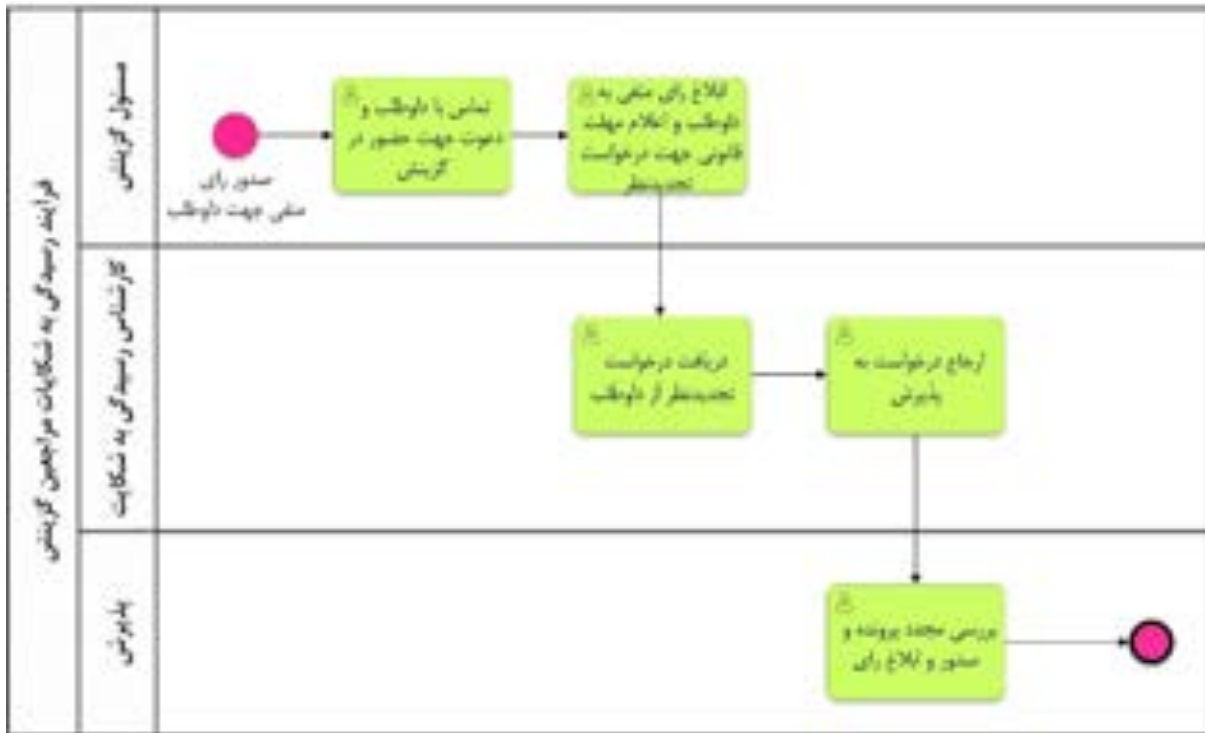 فرایند رسیدگی به شکایات مراجعین گزینش
مسئول گزینش
صدور رای
منفی جهت داوطلب
تماس با داوطلب و
دعوت جهت حضور در
گزینش
ابلاغ رای منفی به
داوطلب و اعلام مهلت
قانونی جهت درخواست
تجدیدنظر
کارشناس رسیدگی به شکایت
دریافت درخواست
تجدیدنظر از داوطلب
ارجاع درخواست به
پذیرش
پذیرش
بررسی مجدد پرونده و
صدور و ابلاغ رای